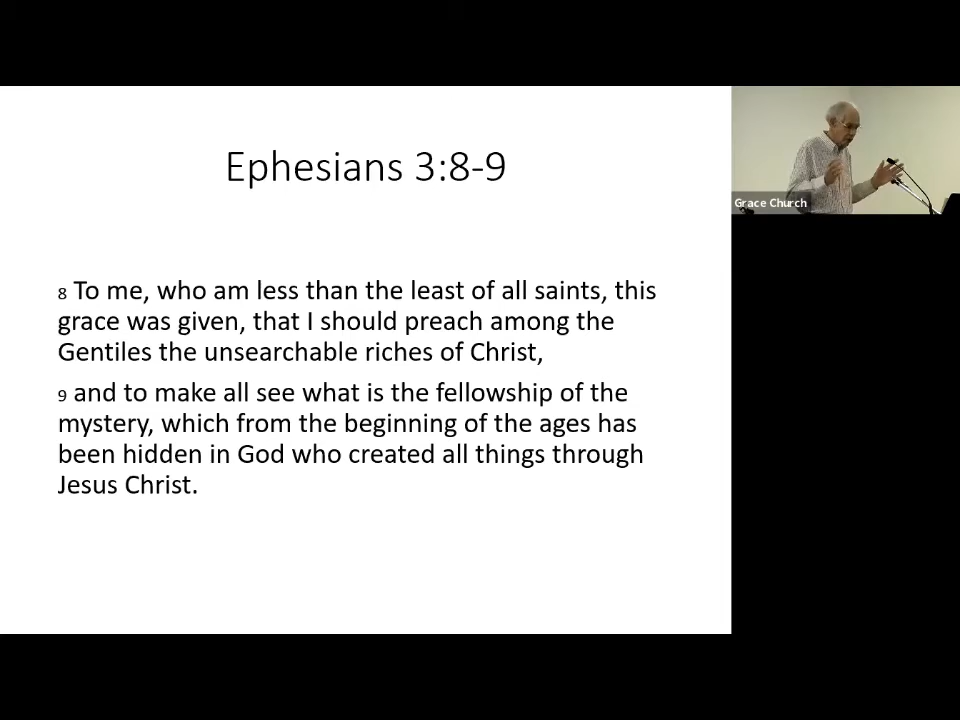 Ephesians 3:8-9
Grace Church
8 To me, who am less than the least of all saints, this
grace was given, that I should preach among the
Gentiles the unsearchable riches of Christ,
9 and to make all see what is the fellowship of the
mystery, which from the beginning of the ages has
been hidden in God who created all things through
Jesus Christ.